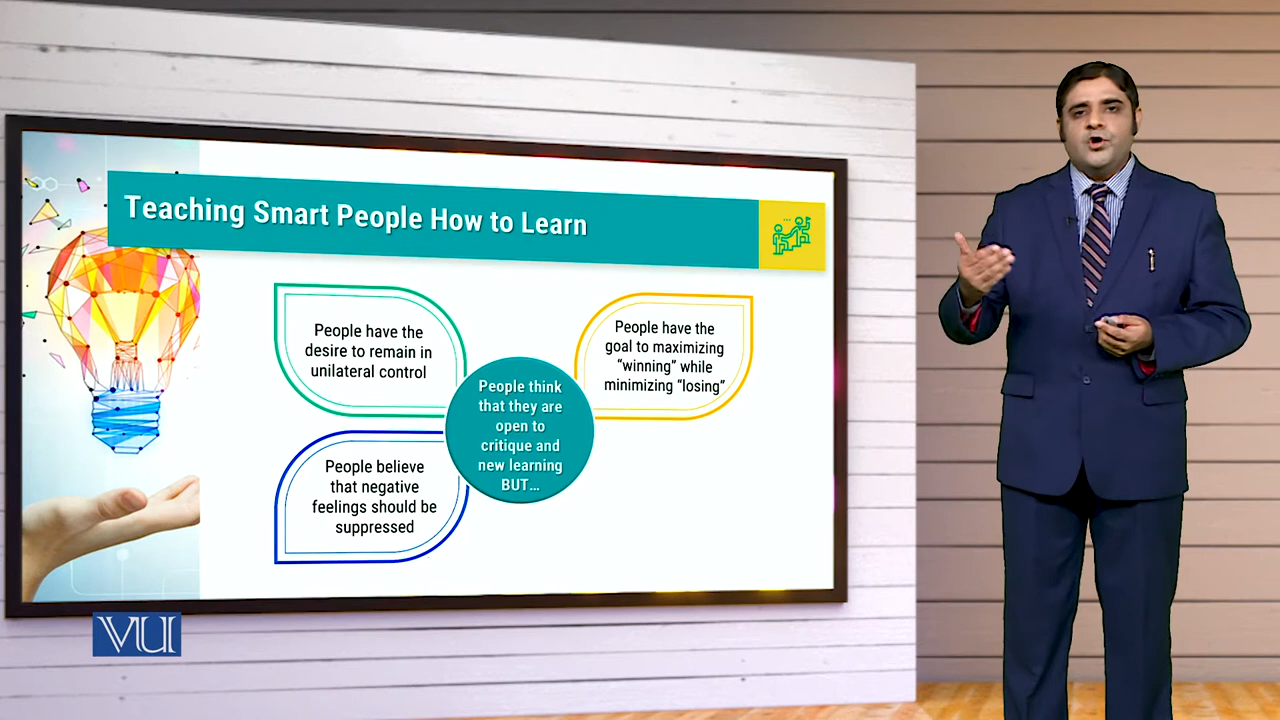 Teaching Smart People How to Learn
People have the
desire to remain in
unilateral control
People have the
goal to maximizing
“winning” while
minimizing “losing”
People think
that they are
open to
critique and
new learning
BUT...
People believe
that negative
feelings should be
suppressed
VU